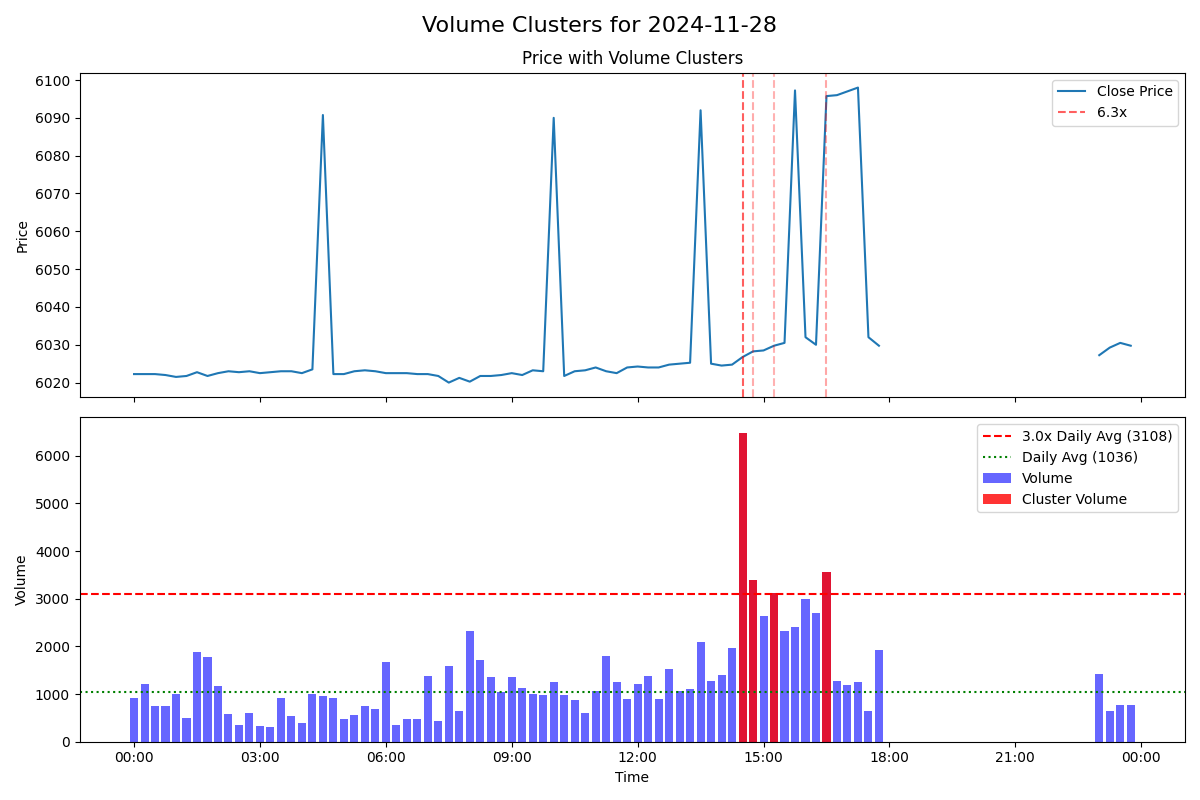 Volume Clusters for 2024-11-28
Price with Volume Clusters
6100
6090
6080
6070
6060
6050
6040
6030
6020
Price
Close Price
6.3x
6000
5000
4000
3000
2000
1000
0
Volume
3.0x Daily Avg (3108)
Daily Avg (1036)
Volume
Cluster Volume
00:00 03:00 06:00 09:00 12:00 15:00 18:00 21:00 00:00
Time